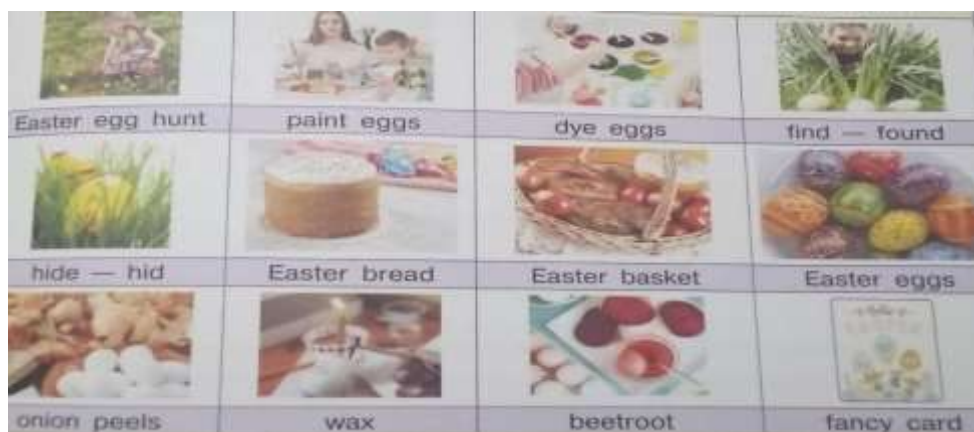 Easter egg hunt paint eggs dye eggs find — found
hide — hid Easter bread Easter basket Easter eggs
onion peels wax beetroot fancy card